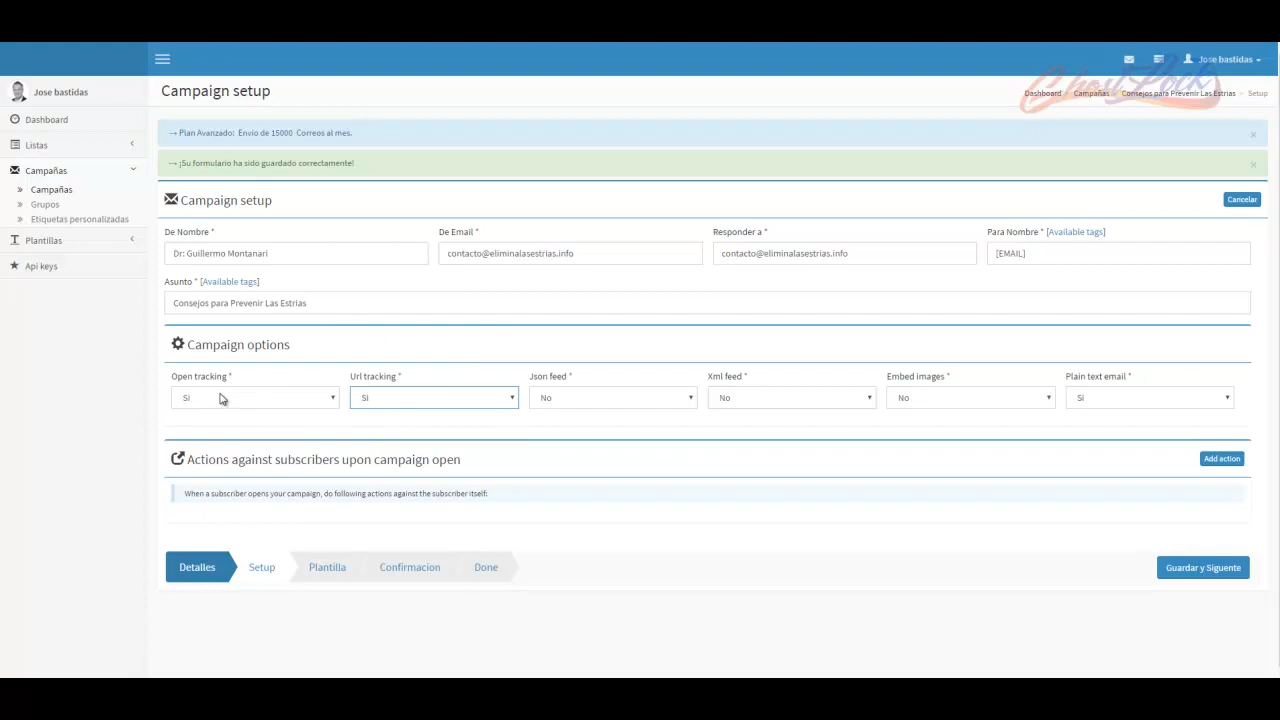 Jose bastidas
GhostRock
Jose bastidas
Campaign setup
Dashboard > Campañas > Consejos para Prevenir Las Estrias > Setup
Dashboard
Listas
Campañas
Campañas
Grupos
Etiquetas personalizadas
Plantillas
Api keys
→ Plan Avanzado: Envio de 15000 Correos al mes. ×
→ ¡Su formulario ha sido guardado correctamente! ×
Campaign setup Cancelar
De Nombre * De Email * Responder a * Para Nombre * [Available tags]
Dr: Guillermo Montanari contacto@eliminalasestrias.info contacto@eliminalasestrias.info [EMAIL]
Asunto * [Available tags]
Consejos para Prevenir Las Estrias
Campaign options
Open tracking * Url tracking * Json feed * Xml feed * Embed images * Plain text email *
Si Si No No No Si
Actions against subscribers upon campaign open Add action
When a subscriber opens your campaign, do following actions against the subscriber itself:
Detalles Setup Plantilla Confirmacion Done Guardar y Siguente